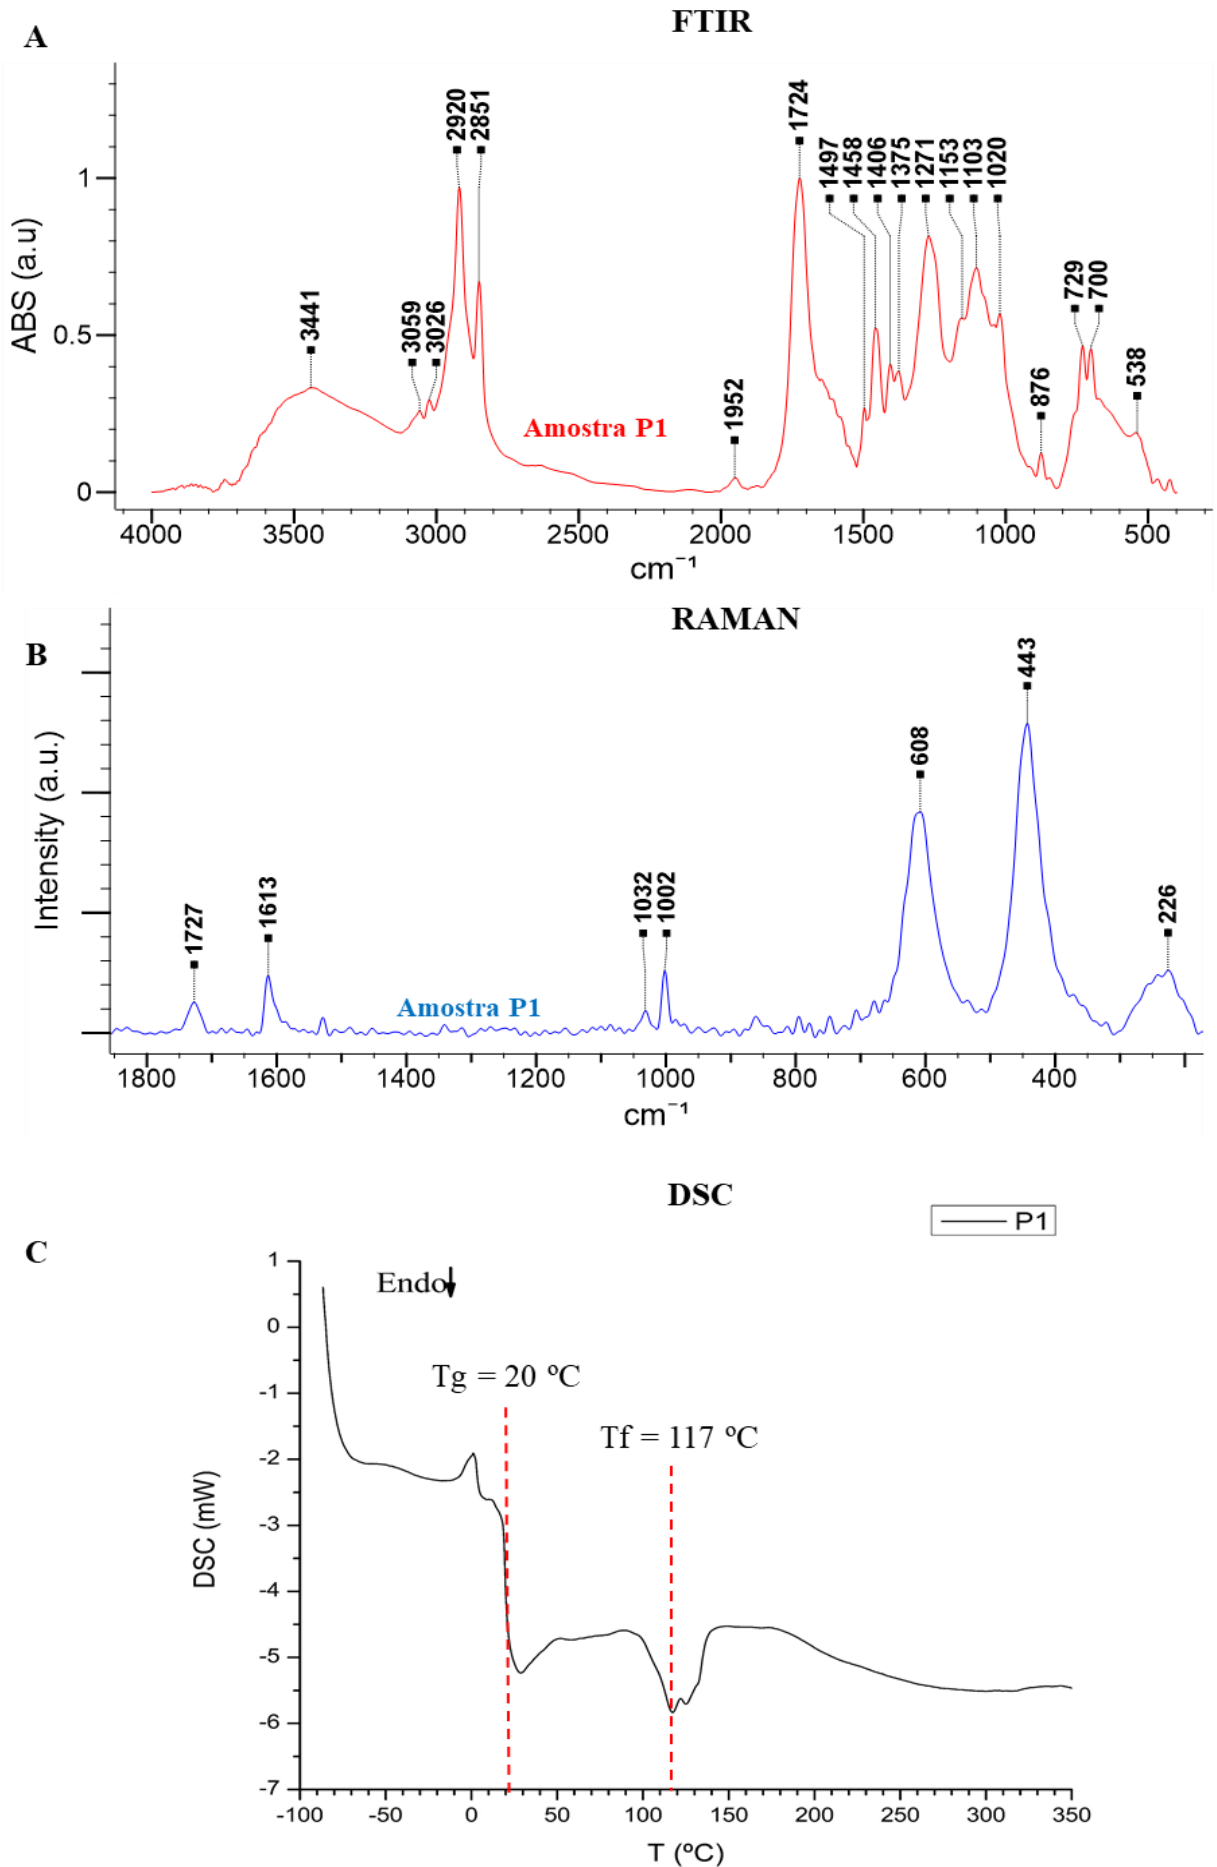 FTIR
A
2920
2851
1724
1497
1458
1406
1375
1271
1153
1103
1020
3441
3059
3026
1952
876
729
700
538
ABS (a.u)
1
0.5
0
Amostra P1
4000 3500 3000 2500 2000 1500 1000 500
cm⁻¹
RAMAN
B
1727
1613
1032
1002
608
443
226
Intensity (a.u.)
Amostra P1
1800 1600 1400 1200 1000 800 600 400
cm⁻¹
DSC
P1
C
Endo
Tg = 20 ºC
Tf = 117 ºC
DSC (mW)
1
0
-1
-2
-3
-4
-5
-6
-7
-100 -50 0 50 100 150 200 250 300 350
T (ºC)